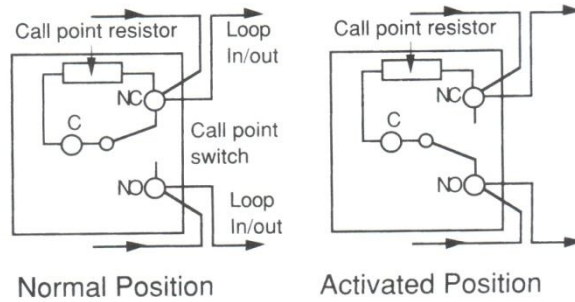 Call point resistor
Loop
In/out
NC
C
Call point
switch
NO
Loop
In/out
Normal Position
Call point resistor
NC
C
NO
Activated Position